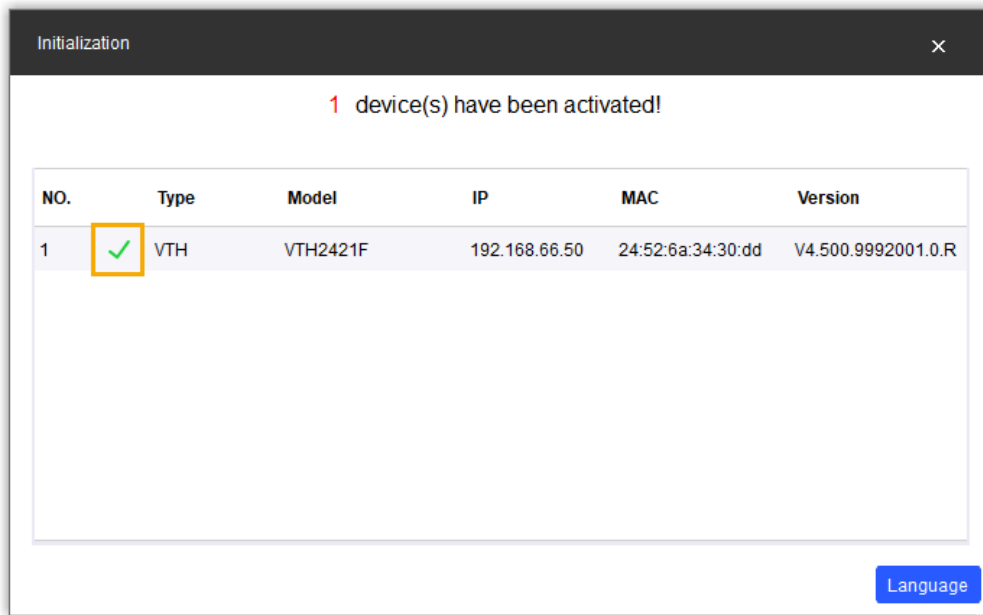 Initialization
1 device(s) have been activated!
NO. Type Model IP MAC Version
1 VTH VTH2421F 192.168.66.50 24:52:6a:34:30:dd V4.500.9992001.0.R
Language